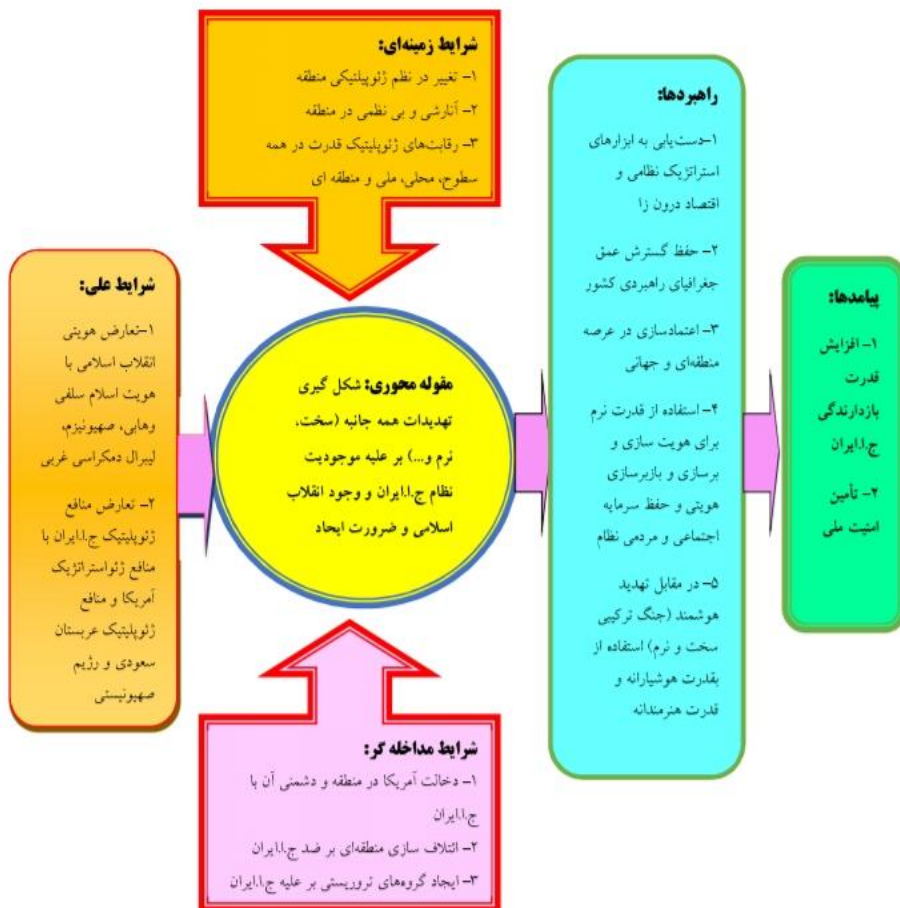 شرایط زمینه‌ای:
۱- تغییر در نظم ژئوپیلتیکی منطقه
۲- آنارشی و بی نظمی در منطقه
۳- رقابت‌های ژئوپلیتیک قدرت در همه
سطوح، محلی، ملی و منطقه ای
شرایط علی:
۱-تعارض هویتی
انقلاب اسلامی با
هویت اسلام سلفی
وهابی، صهیونیزم،
لیبرال دمکراسی غربی
۲- تعارض منافع
ژئوپلیتیک ج.ا.ایران با
منافع ژئواستراتژیک
آمریکا و منافع
ژئوپلیتیک عربستان
سعودی و رژیم
صهیونیستی
مقوله محوری: شکل گیری
تهدیدات همه جانبه (سخت،
نرم و...) بر علیه موجودیت
نظام ج.ا.ایران و وجود انقلاب
اسلامی و ضرورت ایجاد
شرایط مداخله گر:
۱- دخالت آمریکا در منطقه و دشمنی آن با
ج.ا.ایران
۲- ائتلاف سازی منطقه‌ای بر ضد ج.ا.ایران
۳- ایجاد گروه‌های تروریستی بر علیه ج.ا.ایران
راهبردها:
۱-دست‌یابی به ابزارهای
استراتژیک نظامی و
اقتصاد درون زا
۲- حفظ گسترش عمق
جغرافیای راهبردی کشور
۳- اعتمادسازی در عرصه
منطقه‌ای و جهانی
۴- استفاده از قدرت نرم
برای هویت سازی و
برسازی و بازبرسازی
هویتی و حفظ سرمایه
اجتماعی و مردمی نظام
۵- در مقابل تهدید
هوشمند (جنگ ترکیبی
سخت و نرم) استفاده از
بقدرت هوشیارانه و
قدرت هنرمندانه
پیامدها:
۱- افزایش
قدرت
بازدارندگی
ج.ا.ایران
۲- تأمین
امنیت ملی